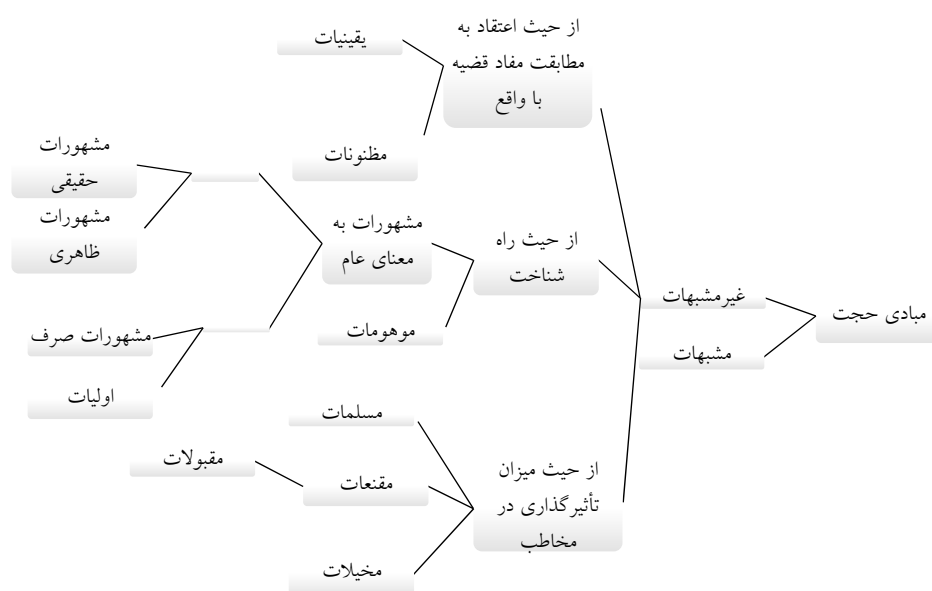 مبادی حجت
غیرمشبهات
مشبهات
از حیث اعتقاد به
مطابقت مفاد قضیه
با واقع
یقینیات
مظنونات
از حیث راه
شناخت
مشهورات به
معنای عام
مشهورات
حقیقی
مشهورات
ظاهری
مشهورات صرف
اولیات
موهومات
از حیث میزان
تأثیرگذاری در
مخاطب
مسلمات
مقنعات
مقبولات
مخیلات